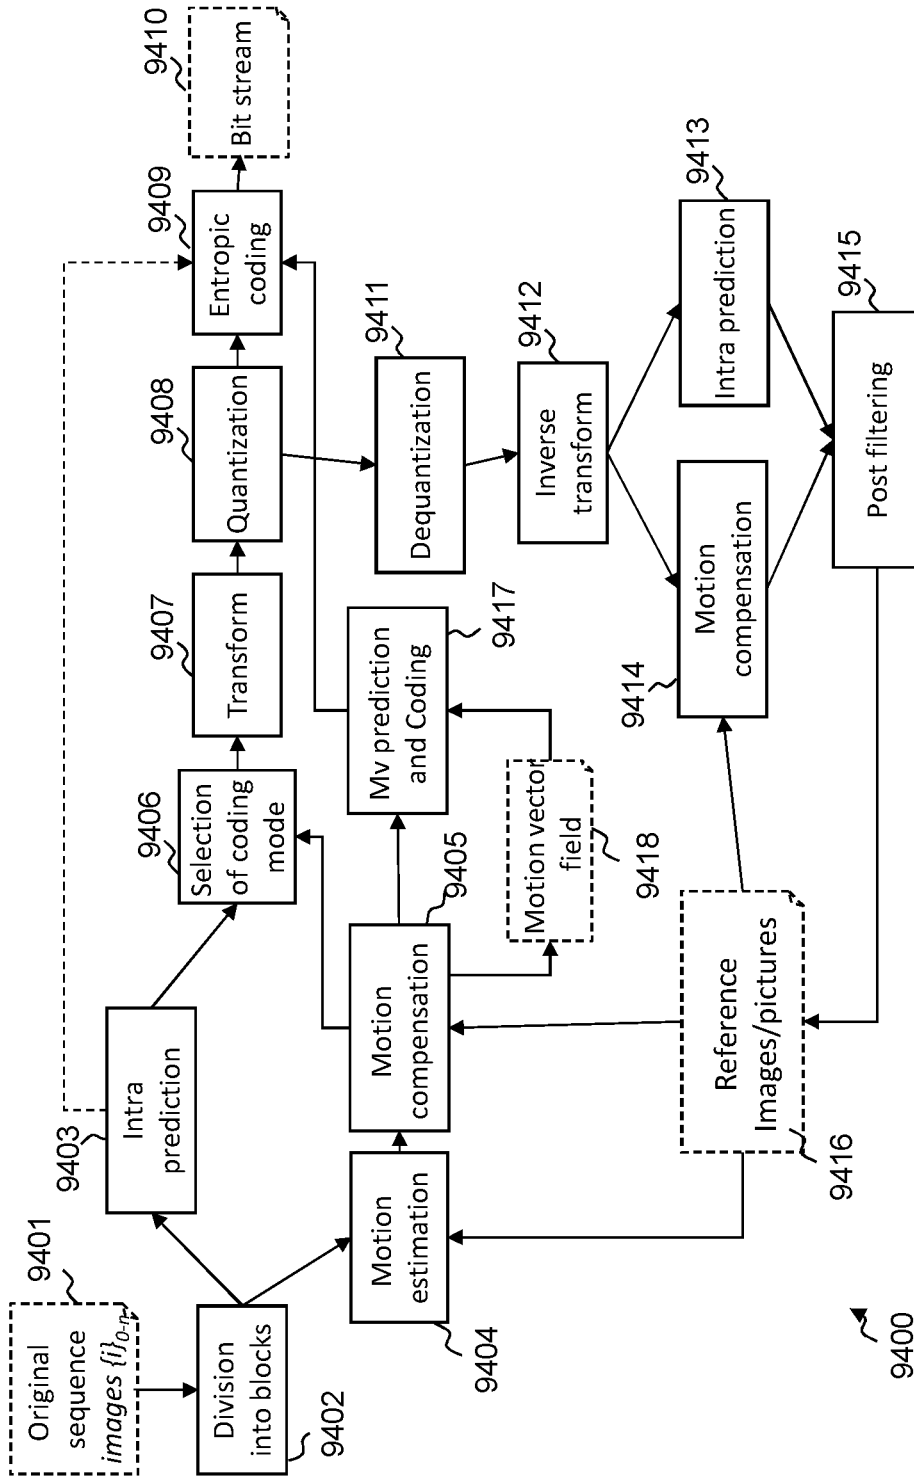 Original
sequence
images {i}0-n
9401
Division
into blocks
9402
Intra
prediction
9403
Motion
estimation
9404
Motion
compensation
9405
Selection
of coding
mode
9406
Transform
9407
Quantization
9408
Entropic
coding
9409
Bit stream
9410
Mv prediction
and Coding
9417
Motion vector
field
9418
Dequantization
9411
Inverse
transform
9412
Intra prediction
9413
Motion
compensation
9414
Post filtering
9415
Reference
Images/pictures
9416
9400